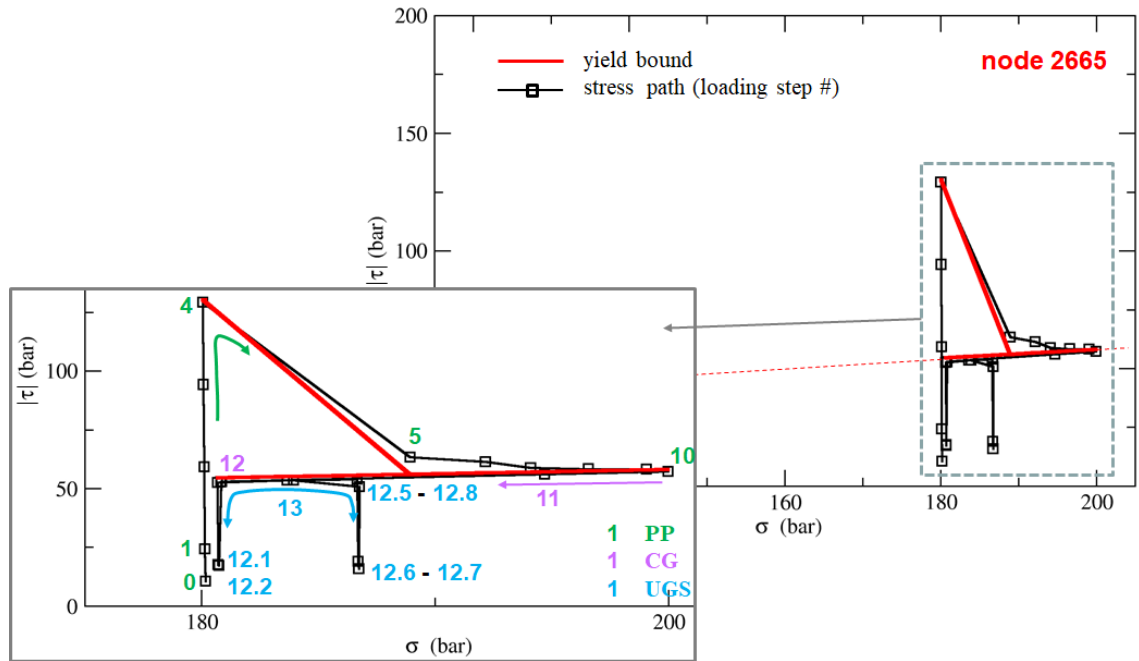 200
yield bound
node 2665
stress path (loading step #)
150
|τ| (bar)
100
160
180
200
σ (bar)
4
100
|τ| (bar)
5
10
12
12.5 - 12.8
11
50
13
1 PP
1
12.1
1 CG
12.6 - 12.7
0
12.2
1 UGS
0
180
200
σ (bar)